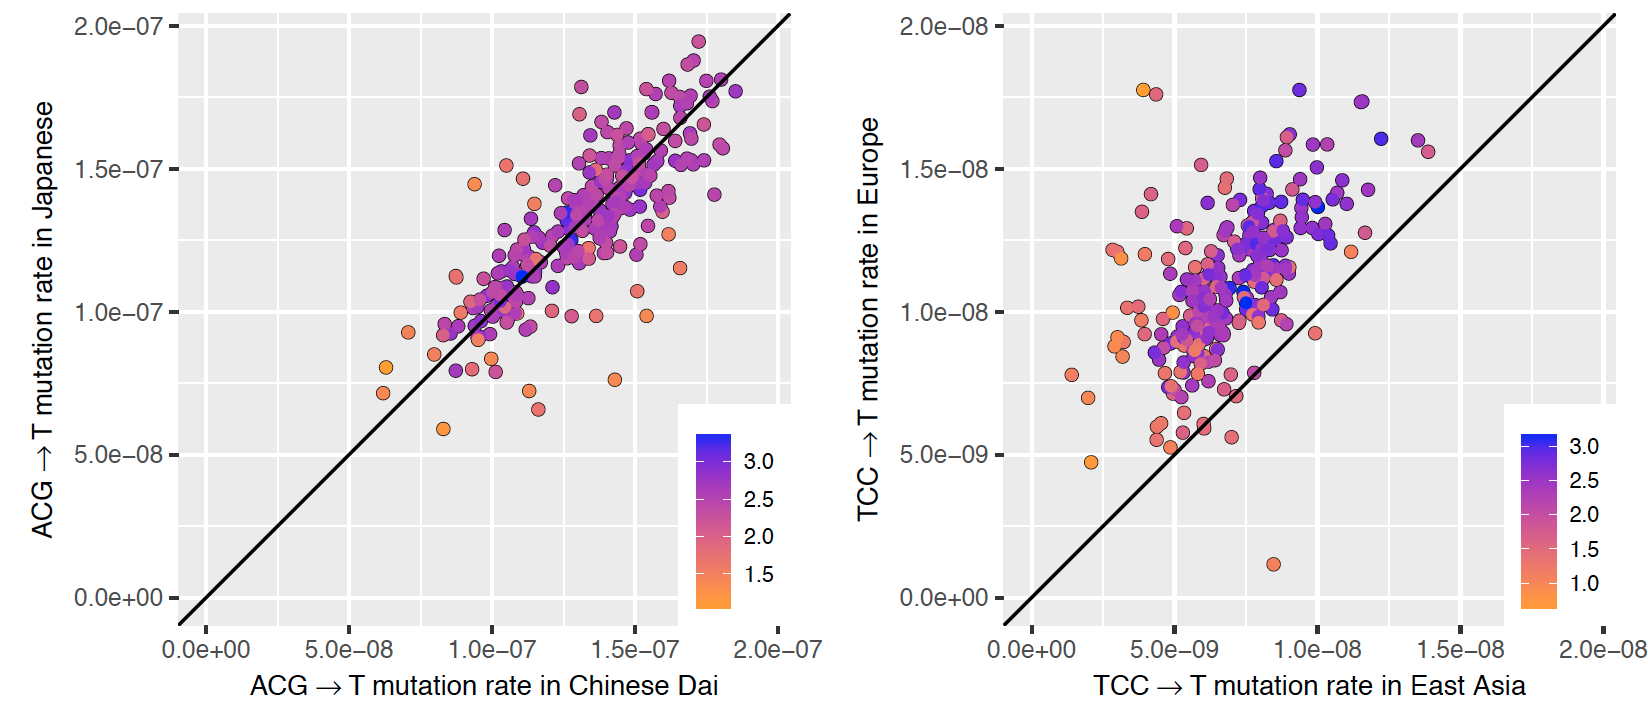 2.0e−07
1.5e−07
1.0e−07
5.0e−08
0.0e+00
ACG → T mutation rate in Japanese
3.0
2.5
2.0
1.5
0.0e+00 5.0e−08 1.0e−07 1.5e−07 2.0e−07
ACG → T mutation rate in Chinese Dai
2.0e−08
1.5e−08
1.0e−08
5.0e−09
0.0e+00
TCC → T mutation rate in Europe
3.0
2.5
2.0
1.5
1.0
0.0e+00 5.0e−09 1.0e−08 1.5e−08 2.0e−08
TCC → T mutation rate in East Asia